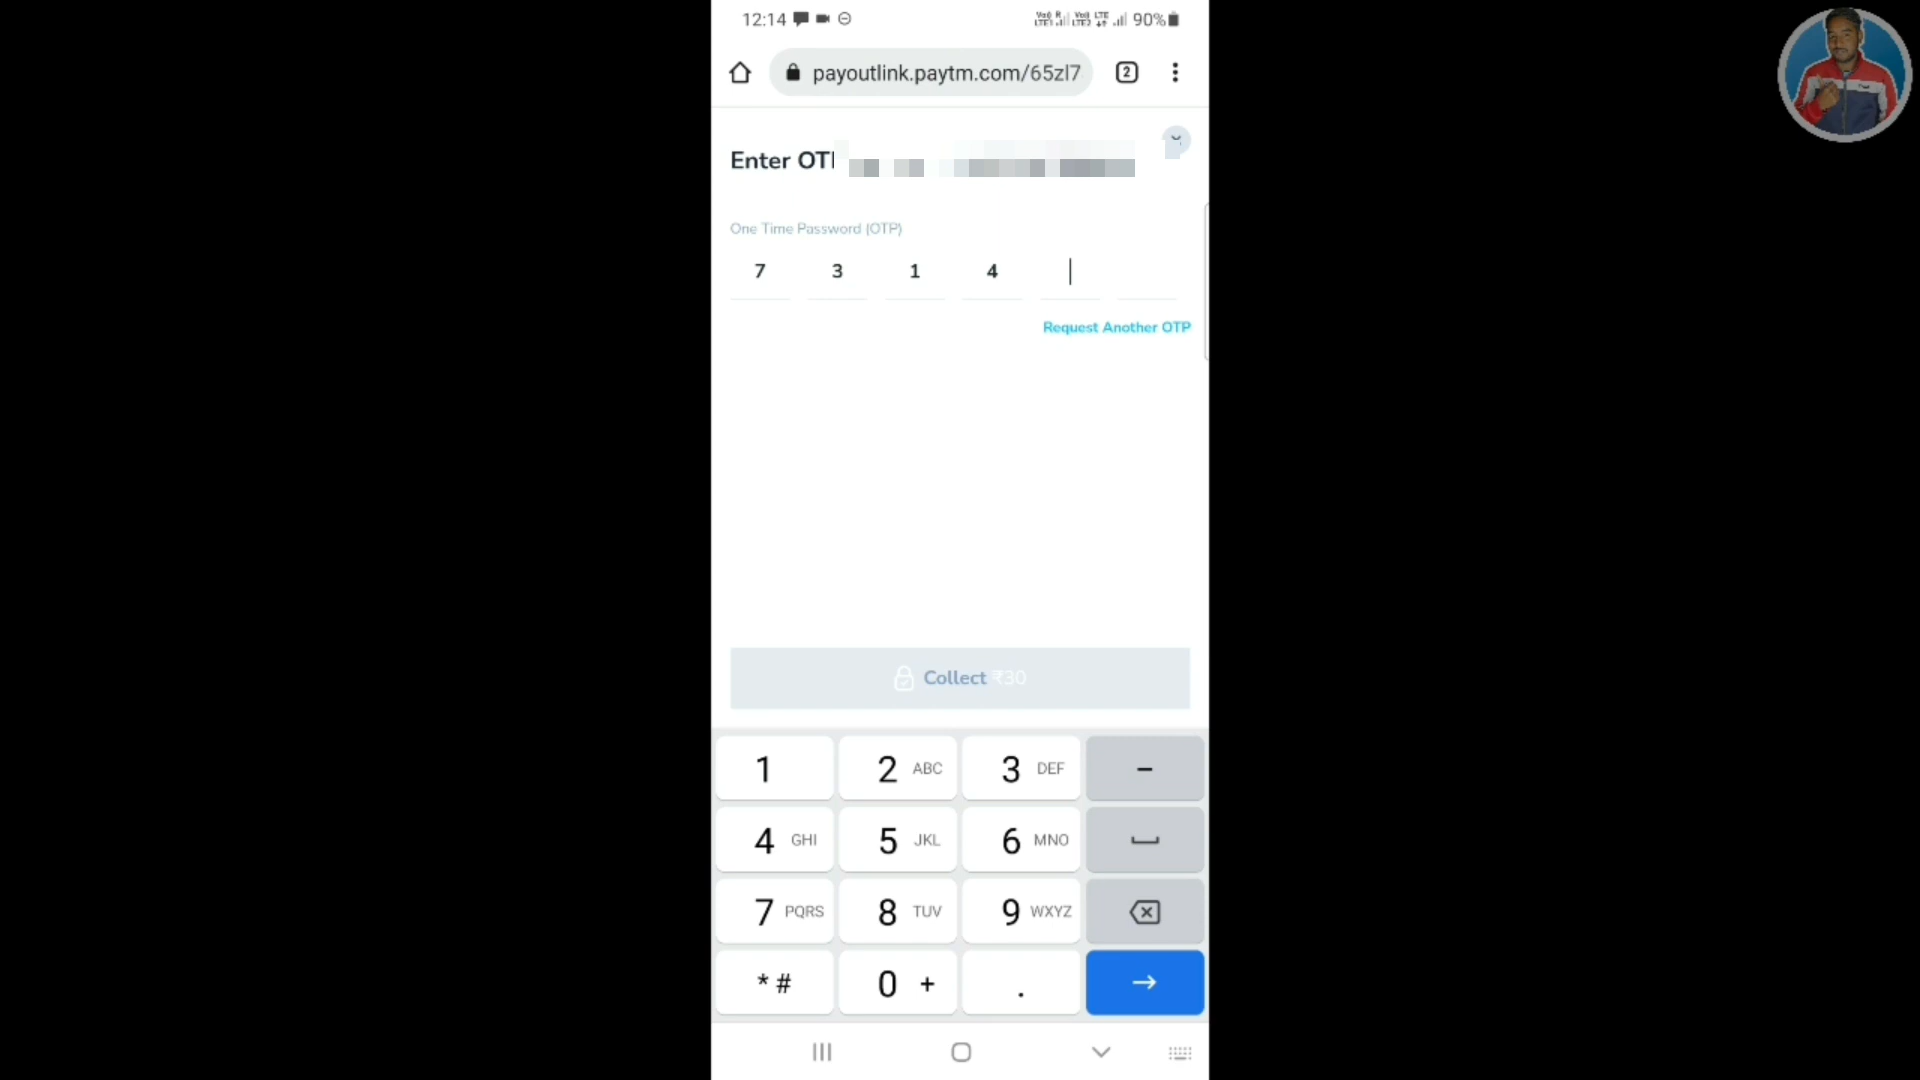 12:14 90%
payoutlink.paytm.com/65zl7 2
Enter OTP
One Time Password (OTP)
7 3 1 4
Request Another OTP
Collect ₹30
1 2 ABC 3 DEF -
4 GHI 5 JKL 6 MNO
7 PQRS 8 TUV 9 WXYZ
* # 0 + .